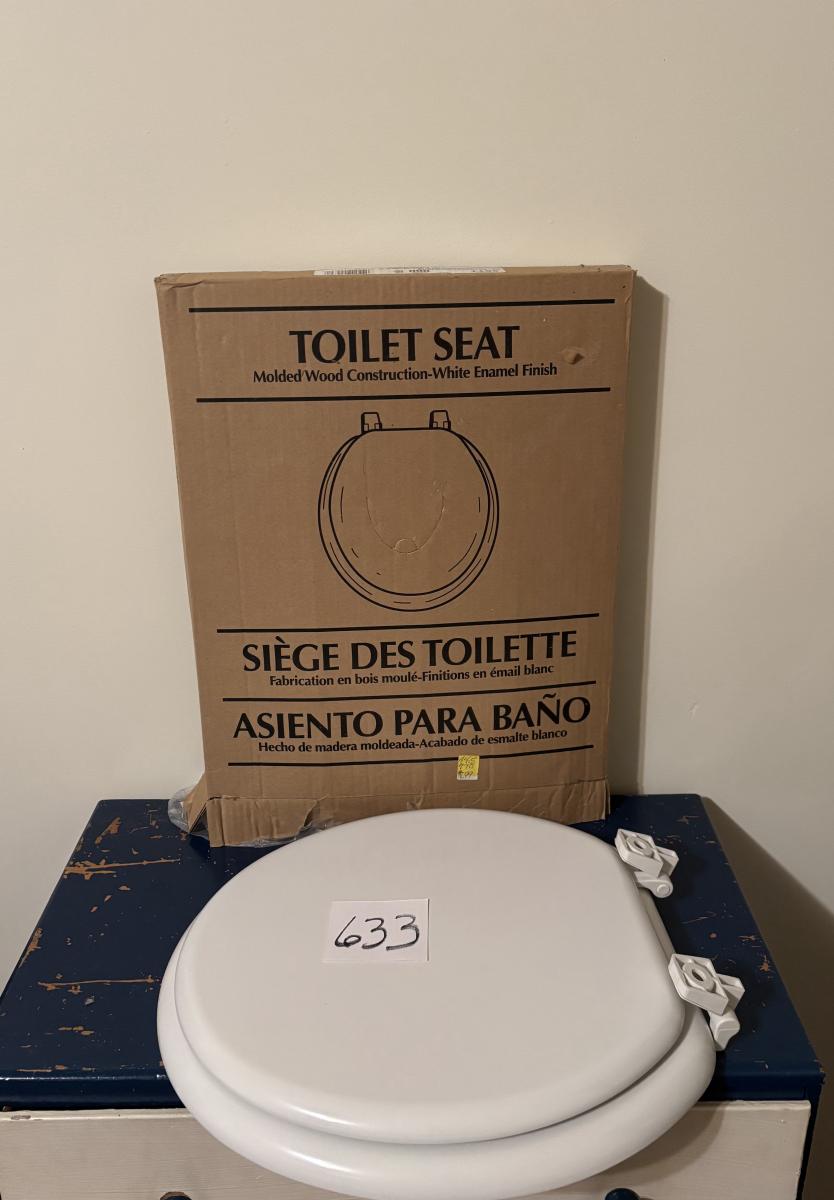 TOILET SEAT
Molded Wood Construction-White Enamel Finish
SIÈGE DES TOILETTE
Fabrication en bois moulé-Finitions en émail blanc
ASIENTO PARA BAÑO
Hecho de madera moldeada-Acabado de esmalte blanco
633